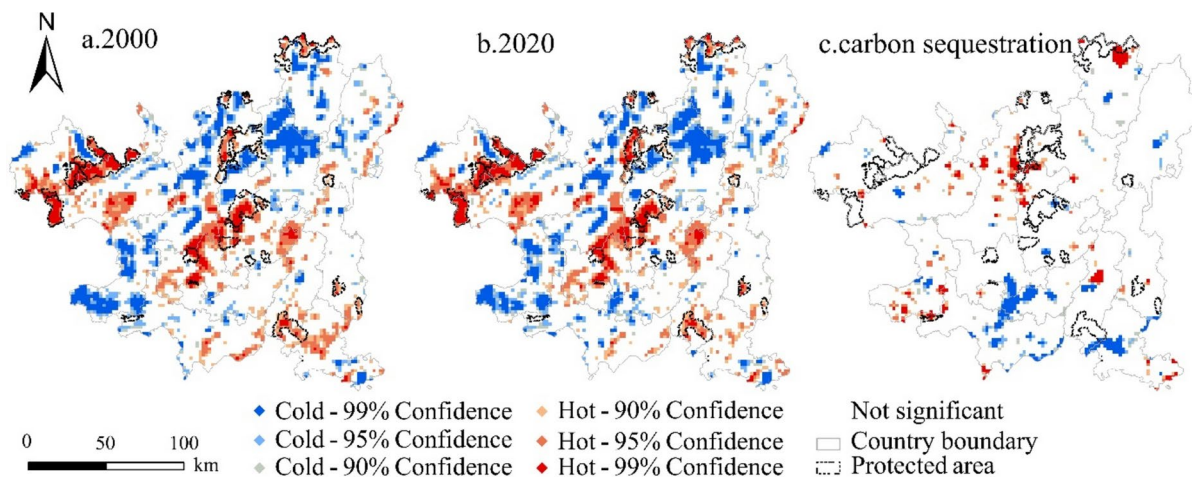 N
a.2000
b.2020
c.carbon sequestration
Cold - 99% Confidence
Hot - 90% Confidence
Not significant
Cold - 95% Confidence
Hot - 95% Confidence
Country boundary
Cold - 90% Confidence
Hot - 99% Confidence
Protected area
0 50 100
km